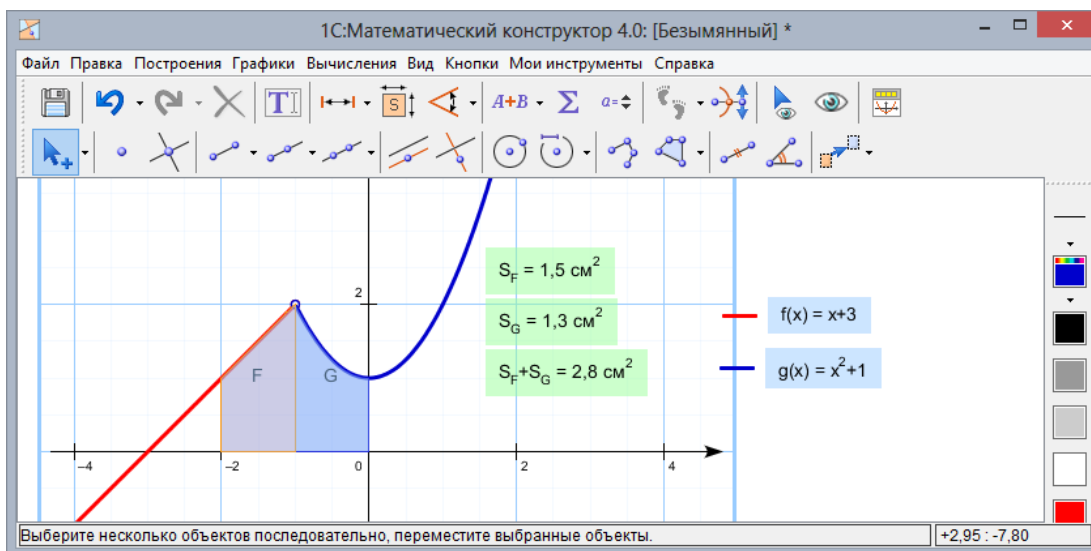 1С:Математический конструктор 4.0: [Безымянный] *
Файл Правка Построения Графики Вычисления Вид Кнопки Мои инструменты Справка
T
S
A+B
Σ
a=
2
S_F = 1,5 см²
S_G = 1,3 см²
f(x) = x+3
F
G
S_F+S_G = 2,8 см²
g(x) = x²+1
−4
−2
0
2
4
Выберите несколько объектов последовательно, переместите выбранные объекты.
+2,95 : -7,80